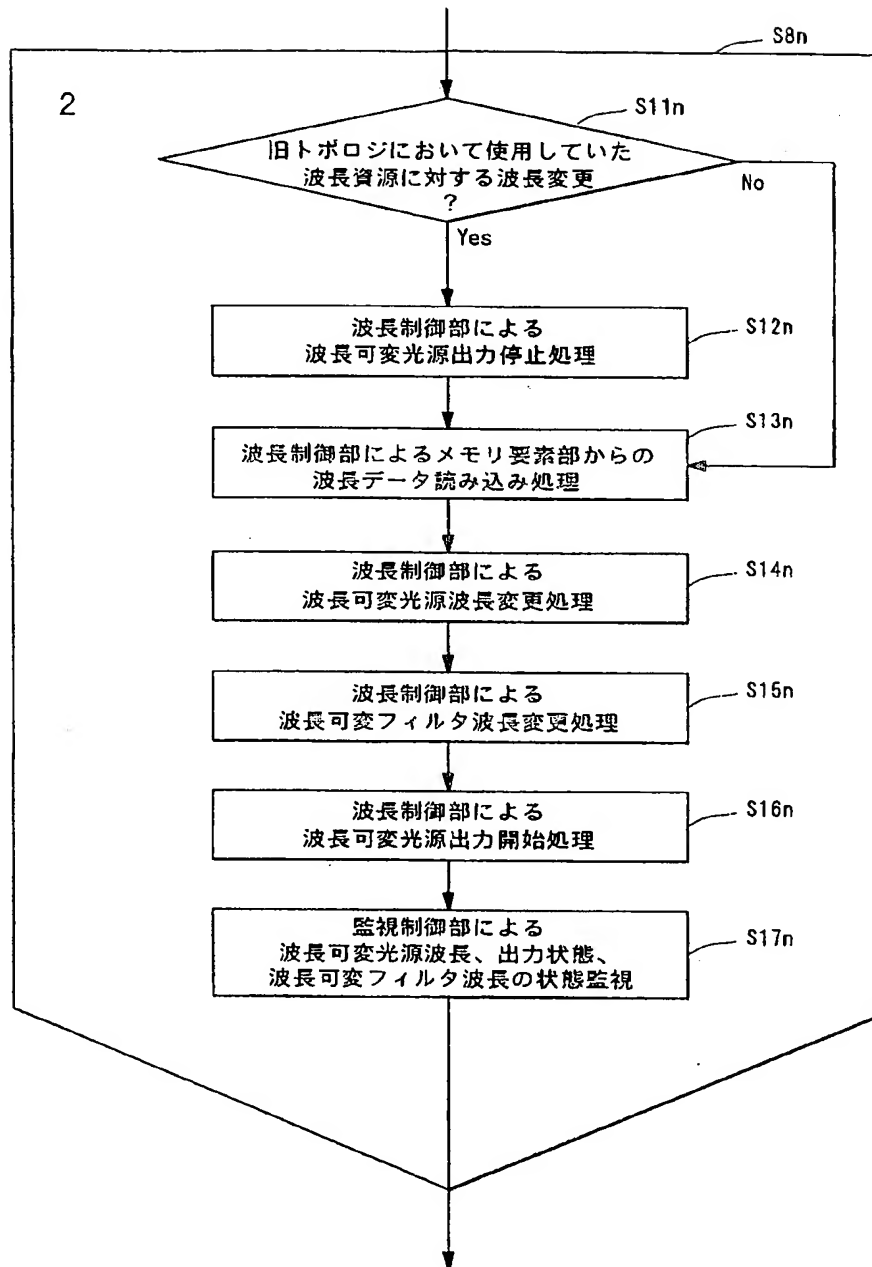 S8n
2
S11n
旧トポロジにおいて使用していた
波長資源に対する波長変更
?
No
Yes
波長制御部による
波長可変光源出力停止処理
S12n
S13n
波長制御部によるメモリ要素部からの
波長データ読み込み処理
波長制御部による
波長可変光源波長変更処理
S14n
波長制御部による
波長可変フィルタ波長変更処理
S15n
波長制御部による
波長可変光源出力開始処理
S16n
監視制御部による
波長可変光源波長、出力状態、
波長可変フィルタ波長の状態監視
S17n